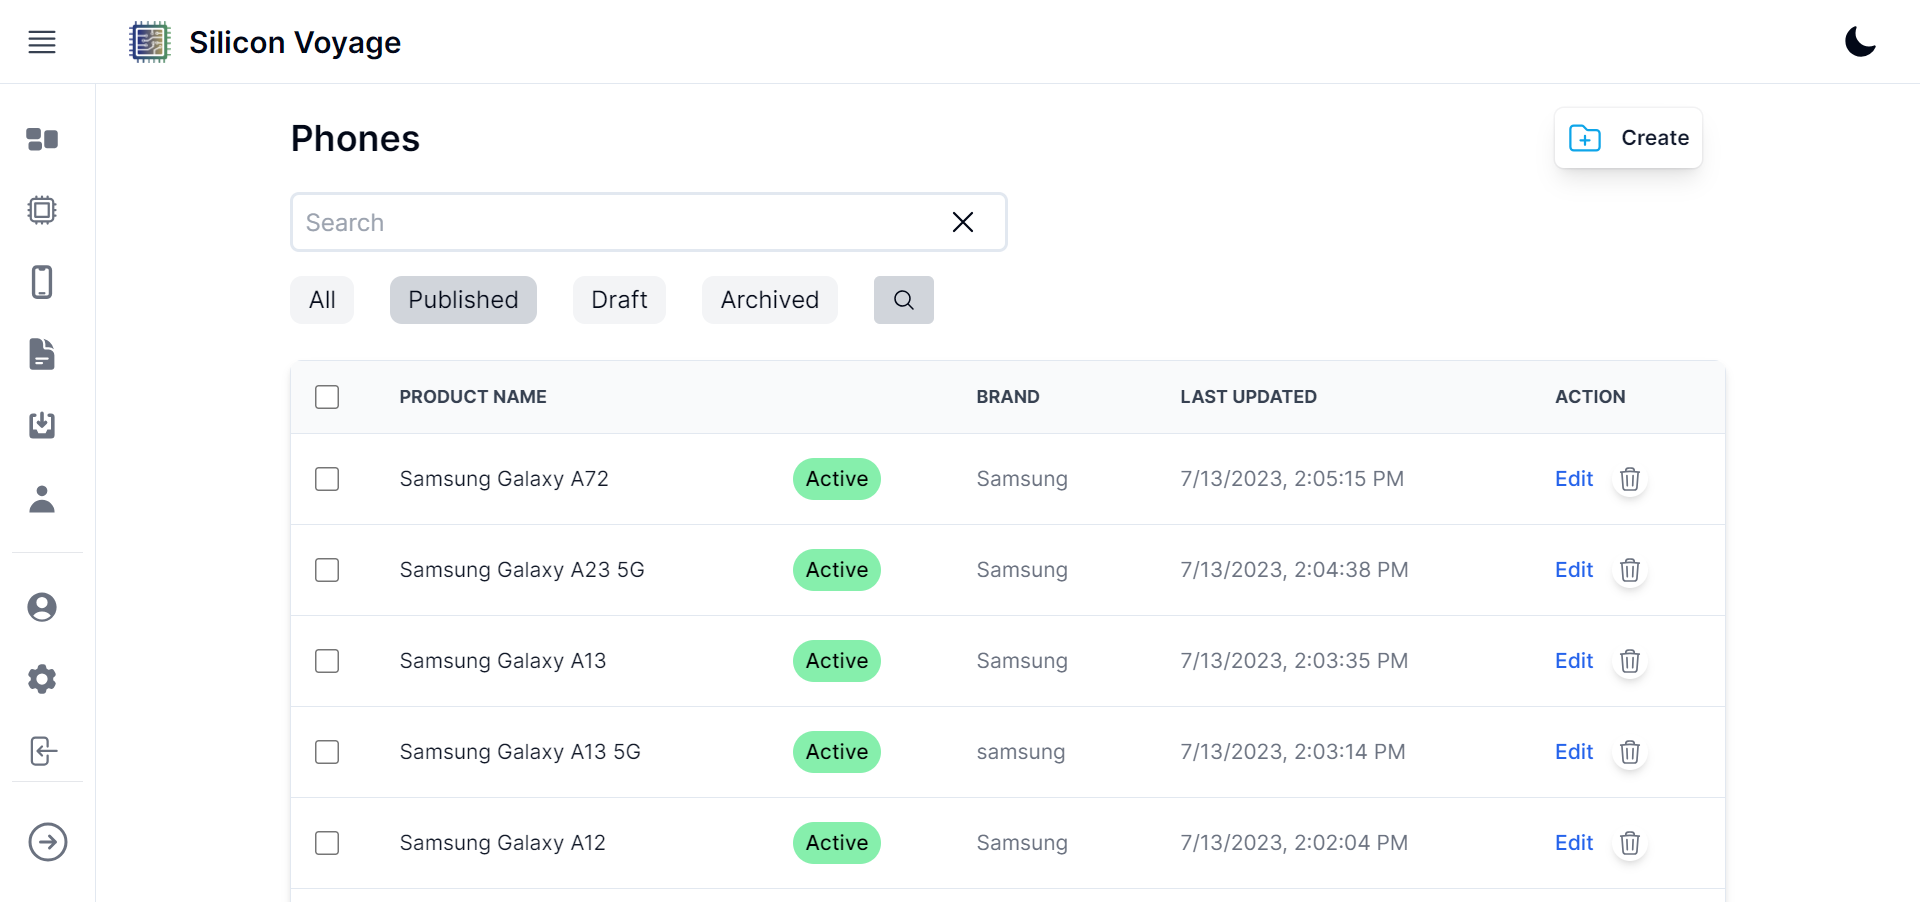 Silicon Voyage
Phones
Create
Search
All Published Draft Archived
PRODUCT NAME BRAND LAST UPDATED ACTION
Samsung Galaxy A72 Active Samsung 7/13/2023, 2:05:15 PM Edit
Samsung Galaxy A23 5G Active Samsung 7/13/2023, 2:04:38 PM Edit
Samsung Galaxy A13 Active Samsung 7/13/2023, 2:03:35 PM Edit
Samsung Galaxy A13 5G Active samsung 7/13/2023, 2:03:14 PM Edit
Samsung Galaxy A12 Active Samsung 7/13/2023, 2:02:04 PM Edit